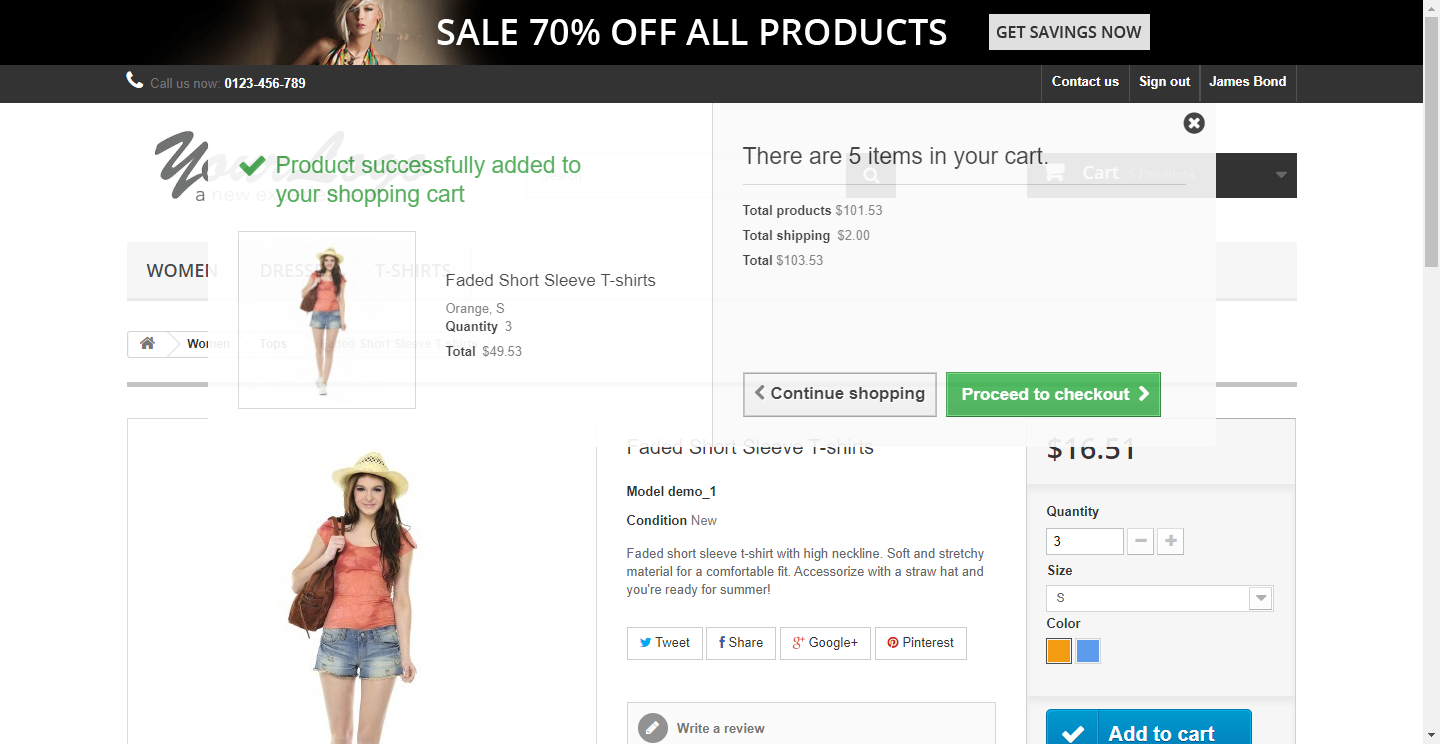 SALE 70% OFF ALL PRODUCTS
GET SAVINGS NOW
Call us now: 0123-456-789
Contact us
Sign out
James Bond
Your Logo
a new ex
Product successfully added to
your shopping cart
There are 5 items in your cart.
Cart 5 Products
Total products $101.53
Total shipping $2.00
Total $103.53
WOMEN
DRESSES
T-SHIRTS
Faded Short Sleeve T-shirts
Orange, S
Quantity 3
Total $49.53
Women
Tops
Faded Short Sleeve T-shirts
Continue shopping
Proceed to checkout
Faded Short Sleeve T-shirts
Model demo_1
Condition New
Faded short sleeve t-shirt with high neckline. Soft and stretchy
material for a comfortable fit. Accessorize with a straw hat and
you're ready for summer!
Tweet
Share
Google+
Pinterest
Write a review
$16.51
Quantity
3
Size
S
Color
Add to cart